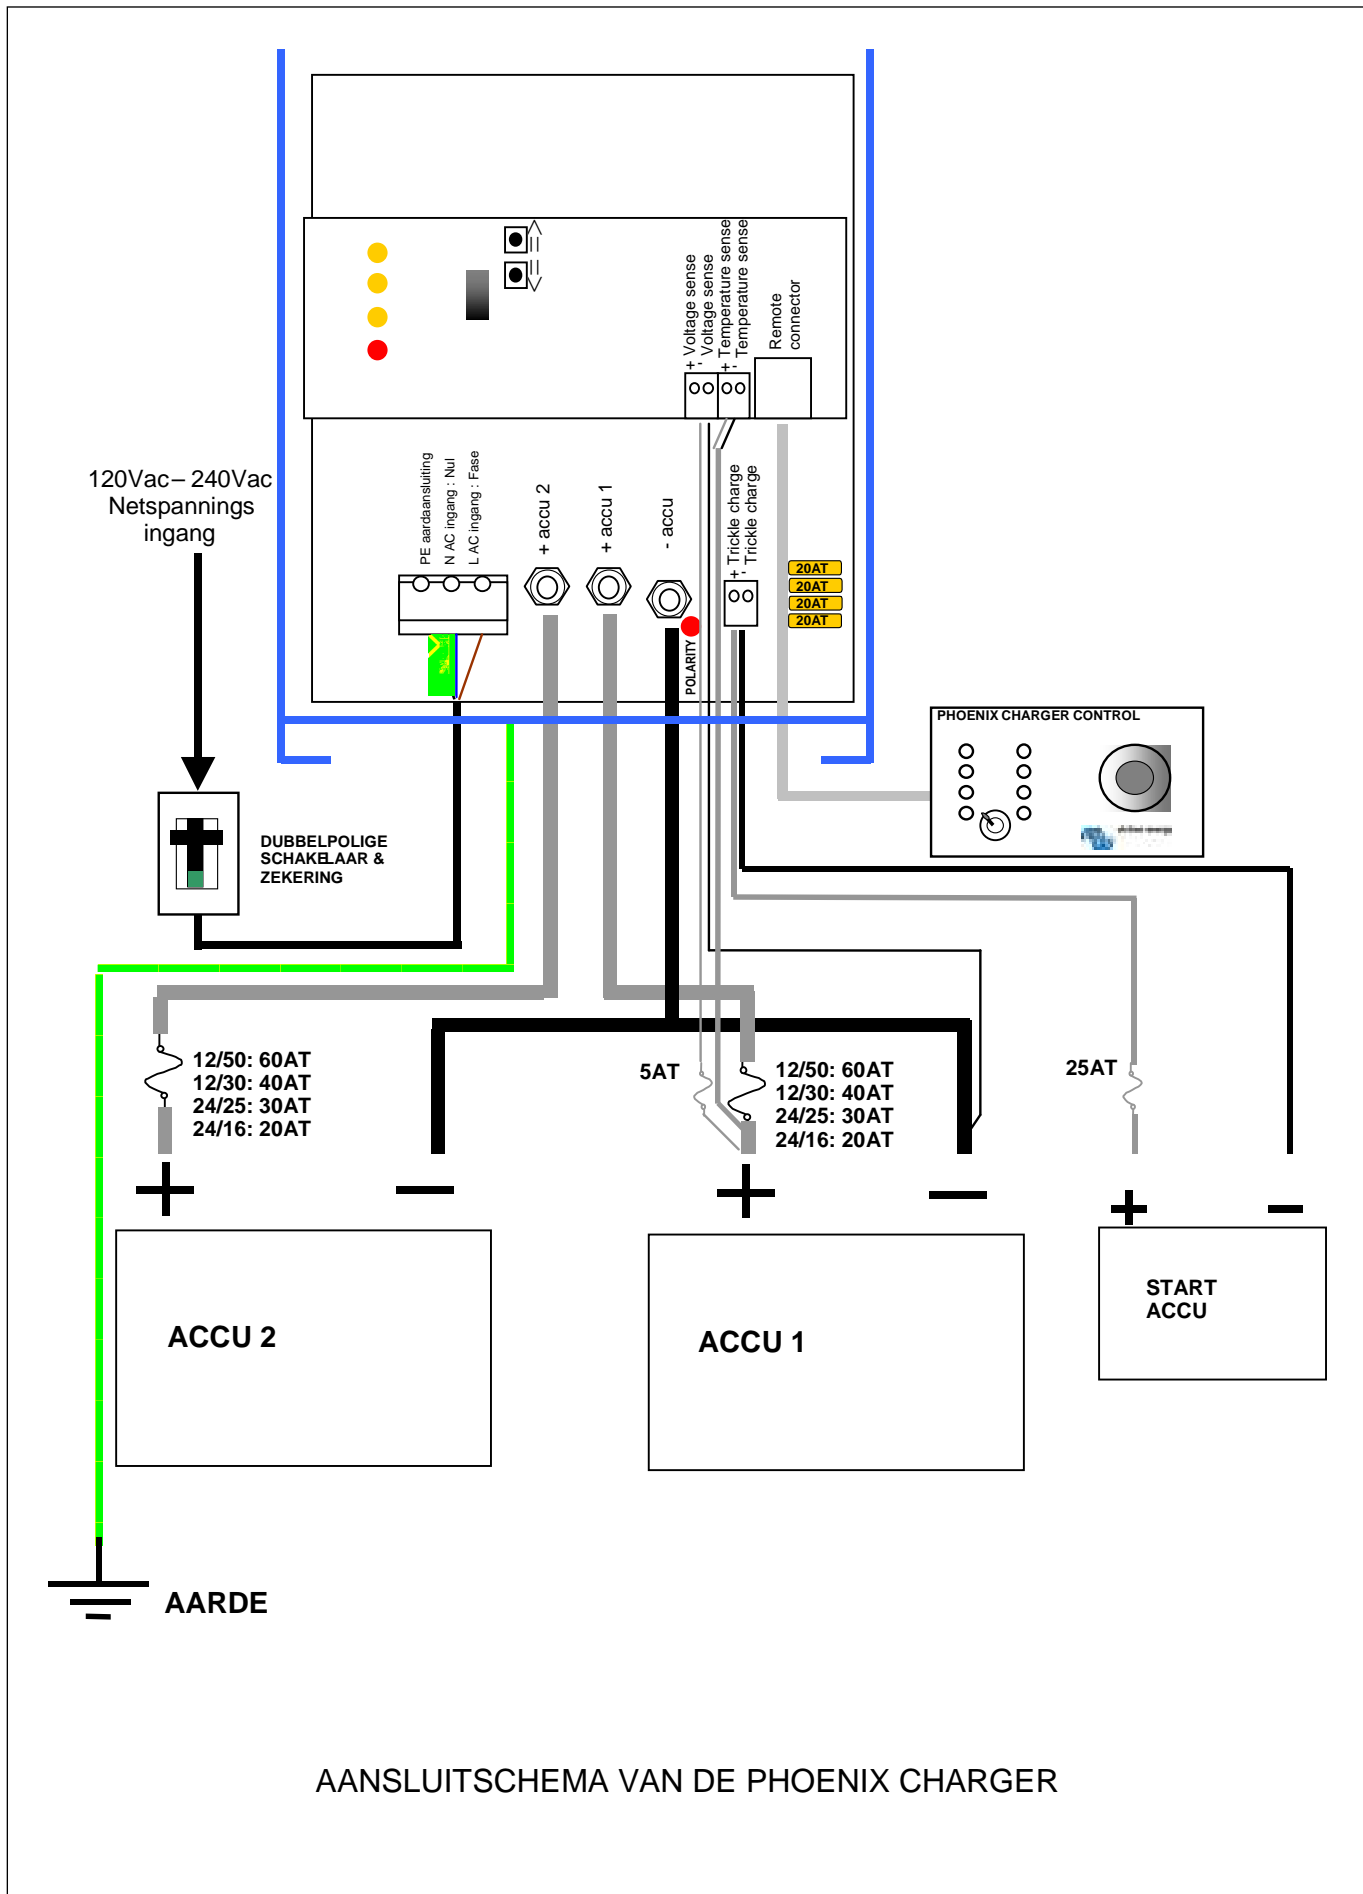 + Voltage sense
- Voltage sense
+ Temperature sense
- Temperature sense
Remote
connector
120Vac – 240Vac
Netspannings
ingang
PE aardaansluiting
N AC ingang : Nul
L AC ingang : Fase
+ accu 2
+ accu 1
- accu
+ Trickle charge
- Trickle charge
20AT
20AT
20AT
20AT
POLARITY
PHOENIX CHARGER CONTROL
DUBBELPOLIGE
SCHAKELAAR &
ZEKERING
12/50: 60AT
12/30: 40AT
24/25: 30AT
24/16: 20AT
5AT
12/50: 60AT
12/30: 40AT
24/25: 30AT
24/16: 20AT
25AT
ACCU 2
ACCU 1
START
ACCU
AARDE
AANSLUITSCHEMA VAN DE PHOENIX CHARGER